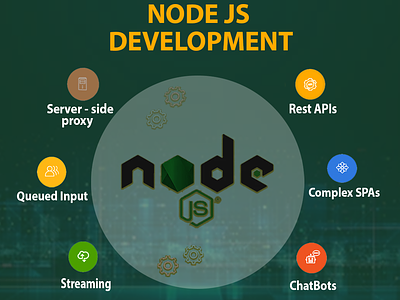 NODE JS
DEVELOPMENT
Server - side
proxy
Rest APIs
node
JS®
Queued Input
Complex SPAs
Streaming
ChatBots